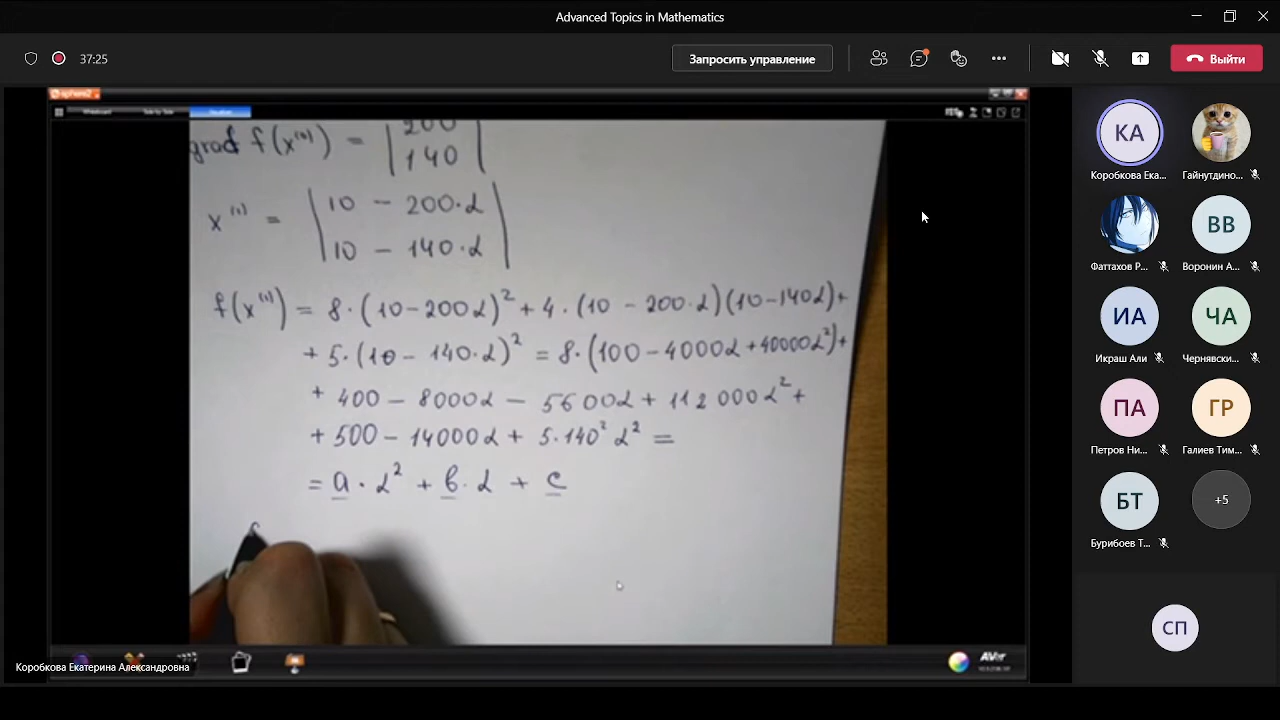 Advanced Topics in Mathematics
37:25
Запросить управление
Выйти
grad f(x⁽⁰⁾) = | 200
140 |
x⁽¹⁾ = | 10 − 200·α
10 − 140·α |
f(x⁽¹⁾) = 8·(10−200α)² + 4·(10 − 200·α)(10−140α)+
+ 5·(10 − 140·α)² = 8·(100−4000α+40000α²)+
+ 400 − 8000α − 5600α + 112000α² +
+ 500 − 14000α + 5·140²α² =
= a·α² + b·α + c
AVer
Коробкова Екатерина Александровна
КА
Коробкова Ека...
Гайнутдино...
Фаттахов Р...
ВВ
Воронин А...
ИА
Икраш Али
ЧА
Чернявски...
ПА
Петров Ни...
ГР
Галиев Тим...
БТ
Бурибоев Т...
+5
СП